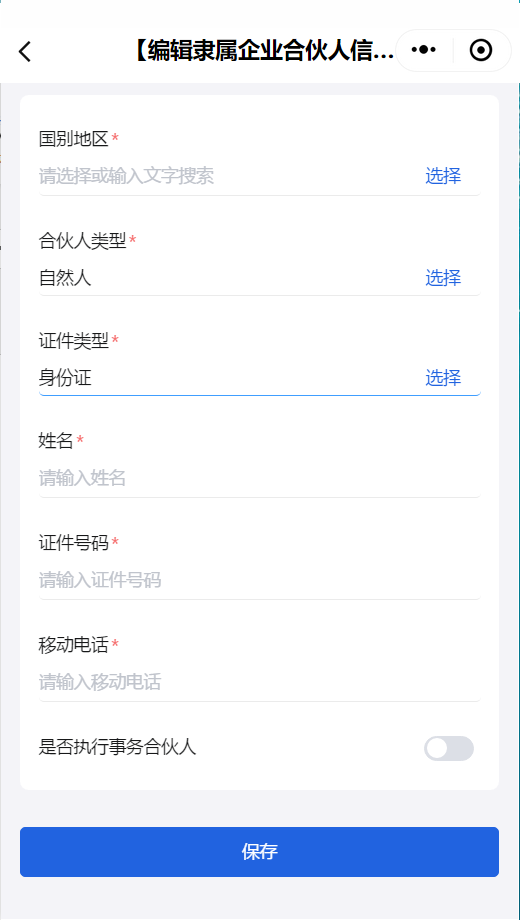 【编辑隶属企业合伙人信...
国别地区*
请选择或输入文字搜索 选择
合伙人类型*
自然人 选择
证件类型*
身份证 选择
姓名*
请输入姓名
证件号码*
请输入证件号码
移动电话*
请输入移动电话
是否执行事务合伙人
保存